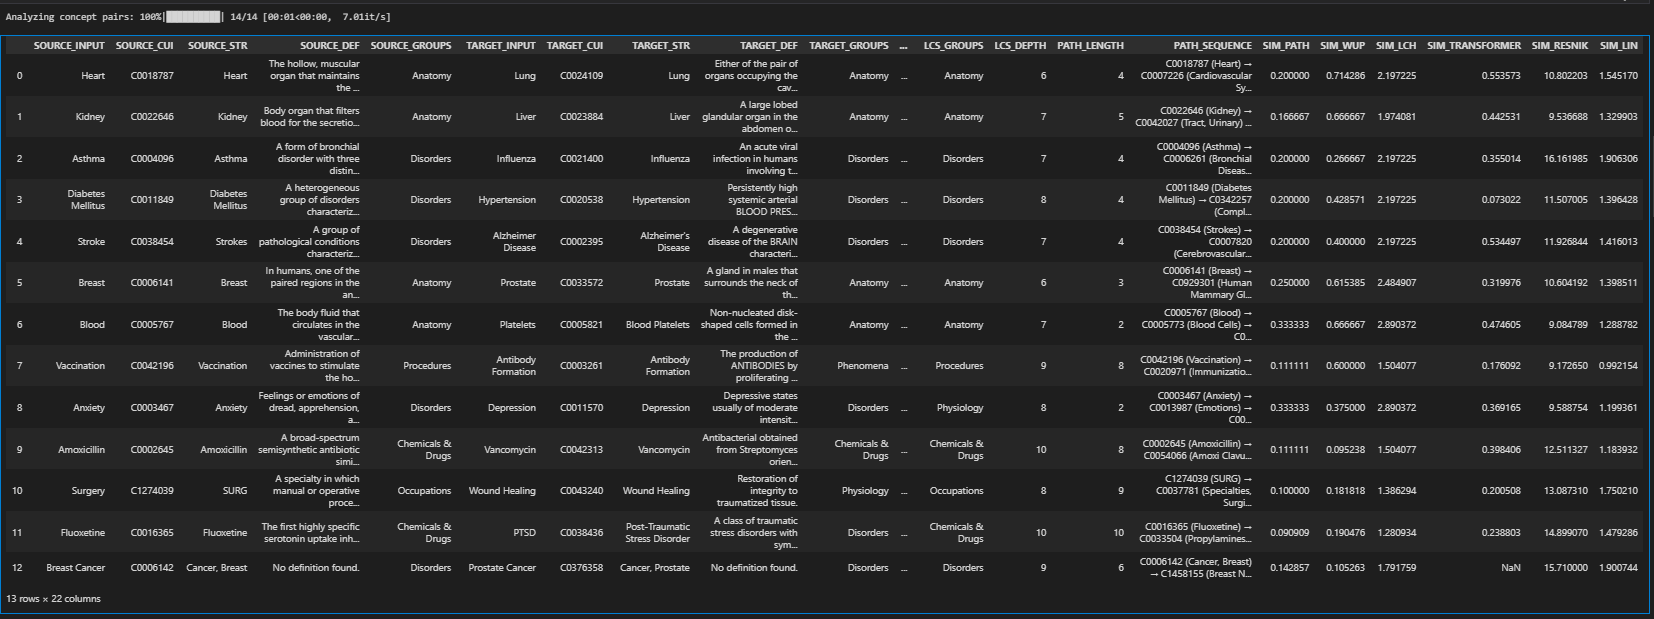 Analyzing concept pairs: 100%|██████████| 14/14 [00:01<00:00,  7.01it/s]
SOURCE_INPUT SOURCE_CUI SOURCE_STR SOURCE_DEF SOURCE_GROUPS TARGET_INPUT TARGET_CUI TARGET_STR TARGET_DEF TARGET_GROUPS ... LCS_GROUPS LCS_DEPTH PATH_LENGTH PATH_SEQUENCE SIM_PATH SIM_WUP SIM_LCH SIM_TRANSFORMER SIM_RESNIK SIM_LIN
0 Heart C0018787 Heart The hollow, muscular organ that maintains the ... Anatomy Lung C0024109 Lung Either of the pair of organs occupying the cav... Anatomy ... Anatomy 6 4 C0018787 (Heart) → C0007226 (Cardiovascular Sy... 0.200000 0.714286 2.197225 0.553573 10.802203 1.545170
1 Kidney C0022646 Kidney Body organ that filters blood for the secretio... Anatomy Liver C0023884 Liver A large lobed glandular organ in the abdomen o... Anatomy ... Anatomy 7 5 C0022646 (Kidney) → C0042027 (Tract, Urinary) ... 0.166667 0.666667 1.974081 0.442531 9.536688 1.329903
2 Asthma C0004096 Asthma A form of bronchial disorder with three distin... Disorders Influenza C0021400 Influenza An acute viral infection in humans involving t... Disorders ... Disorders 7 4 C0004096 (Asthma) → C0006261 (Bronchial Diseas... 0.200000 0.266667 2.197225 0.355014 16.161985 1.906306
3 Diabetes Mellitus C0011849 Diabetes Mellitus A heterogeneous group of disorders characteriz... Disorders Hypertension C0020538 Hypertension Persistently high systemic arterial BLOOD PRES... Disorders ... Disorders 8 4 C0011849 (Diabetes Mellitus) → C0342257 (Compl... 0.200000 0.428571 2.197225 0.073022 11.507005 1.396428
4 Stroke C0038454 Strokes A group of pathological conditions characteriz... Disorders Alzheimer Disease C0002395 Alzheimer's Disease A degenerative disease of the BRAIN characteri... Disorders ... Disorders 7 4 C0038454 (Strokes) → C0007820 (Cerebrovascular... 0.200000 0.400000 2.197225 0.534497 11.926844 1.416013
5 Breast C0006141 Breast In humans, one of the paired regions in the an... Anatomy Prostate C0033572 Prostate A gland in males that surrounds the neck of th... Anatomy ... Anatomy 6 3 C0006141 (Breast) → C0929301 (Human Mammary Gl... 0.250000 0.615385 2.484907 0.319976 10.604192 1.398511
6 Blood C0005767 Blood The body fluid that circulates in the vascular... Anatomy Platelets C0005821 Blood Platelets Non-nucleated disk-shaped cells formed in the ... Anatomy ... Anatomy 7 2 C0005767 (Blood) → C0005773 (Blood Cells) → C0... 0.333333 0.666667 2.890372 0.474605 9.084789 1.288782
7 Vaccination C0042196 Vaccination Administration of vaccines to stimulate the ho... Procedures Antibody Formation C0003261 Antibody Formation The production of ANTIBODIES by proliferating ... Phenomena ... Procedures 9 8 C0042196 (Vaccination) → C0020971 (Immunizatio... 0.111111 0.600000 1.504077 0.176092 9.172650 0.992154
8 Anxiety C0003467 Anxiety Feelings or emotions of dread, apprehension, a... Disorders Depression C0011570 Depression Depressive states usually of moderate intensit... Disorders ... Physiology 8 2 C0003467 (Anxiety) → C0013987 (Emotions) → C00... 0.333333 0.375000 2.890372 0.369165 9.588754 1.199361
9 Amoxicillin C0002645 Amoxicillin A broad-spectrum semisynthetic antibiotic simi... Chemicals & Drugs Vancomycin C0042313 Vancomycin Antibacterial obtained from Streptomyces orien... Chemicals & Drugs ... Chemicals & Drugs 10 8 C0002645 (Amoxicillin) → C0054066 (Amoxi Clavu... 0.111111 0.095238 1.504077 0.398406 12.511327 1.183932
10 Surgery C1274039 SURG A specialty in which manual or operative proce... Occupations Wound Healing C0043240 Wound Healing Restoration of integrity to traumatized tissue. Physiology ... Occupations 8 9 C1274039 (SURG) → C0037781 (Specialties, Surgi... 0.100000 0.181818 1.386294 0.200508 13.087310 1.750210
11 Fluoxetine C0016365 Fluoxetine The first highly specific serotonin uptake inh... Chemicals & Drugs PTSD C0038436 Post-Traumatic Stress Disorder A class of traumatic stress disorders with sym... Disorders ... Chemicals & Drugs 10 10 C0016365 (Fluoxetine) → C0033504 (Propylamines... 0.090909 0.190476 1.280934 0.238803 14.899070 1.479286
12 Breast Cancer C0006142 Cancer, Breast No definition found. Disorders Prostate Cancer C0376358 Cancer, Prostate No definition found. Disorders ... Disorders 9 6 C0006142 (Cancer, Breast) → C1458155 (Breast N... 0.142857 0.105263 1.791759 NaN 15.710000 1.900744
13 rows × 22 columns